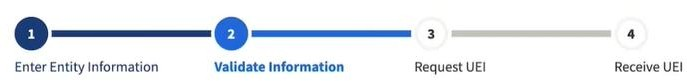 1 2 3 4
Enter Entity Information Validate Information Request UEI Receive UEI